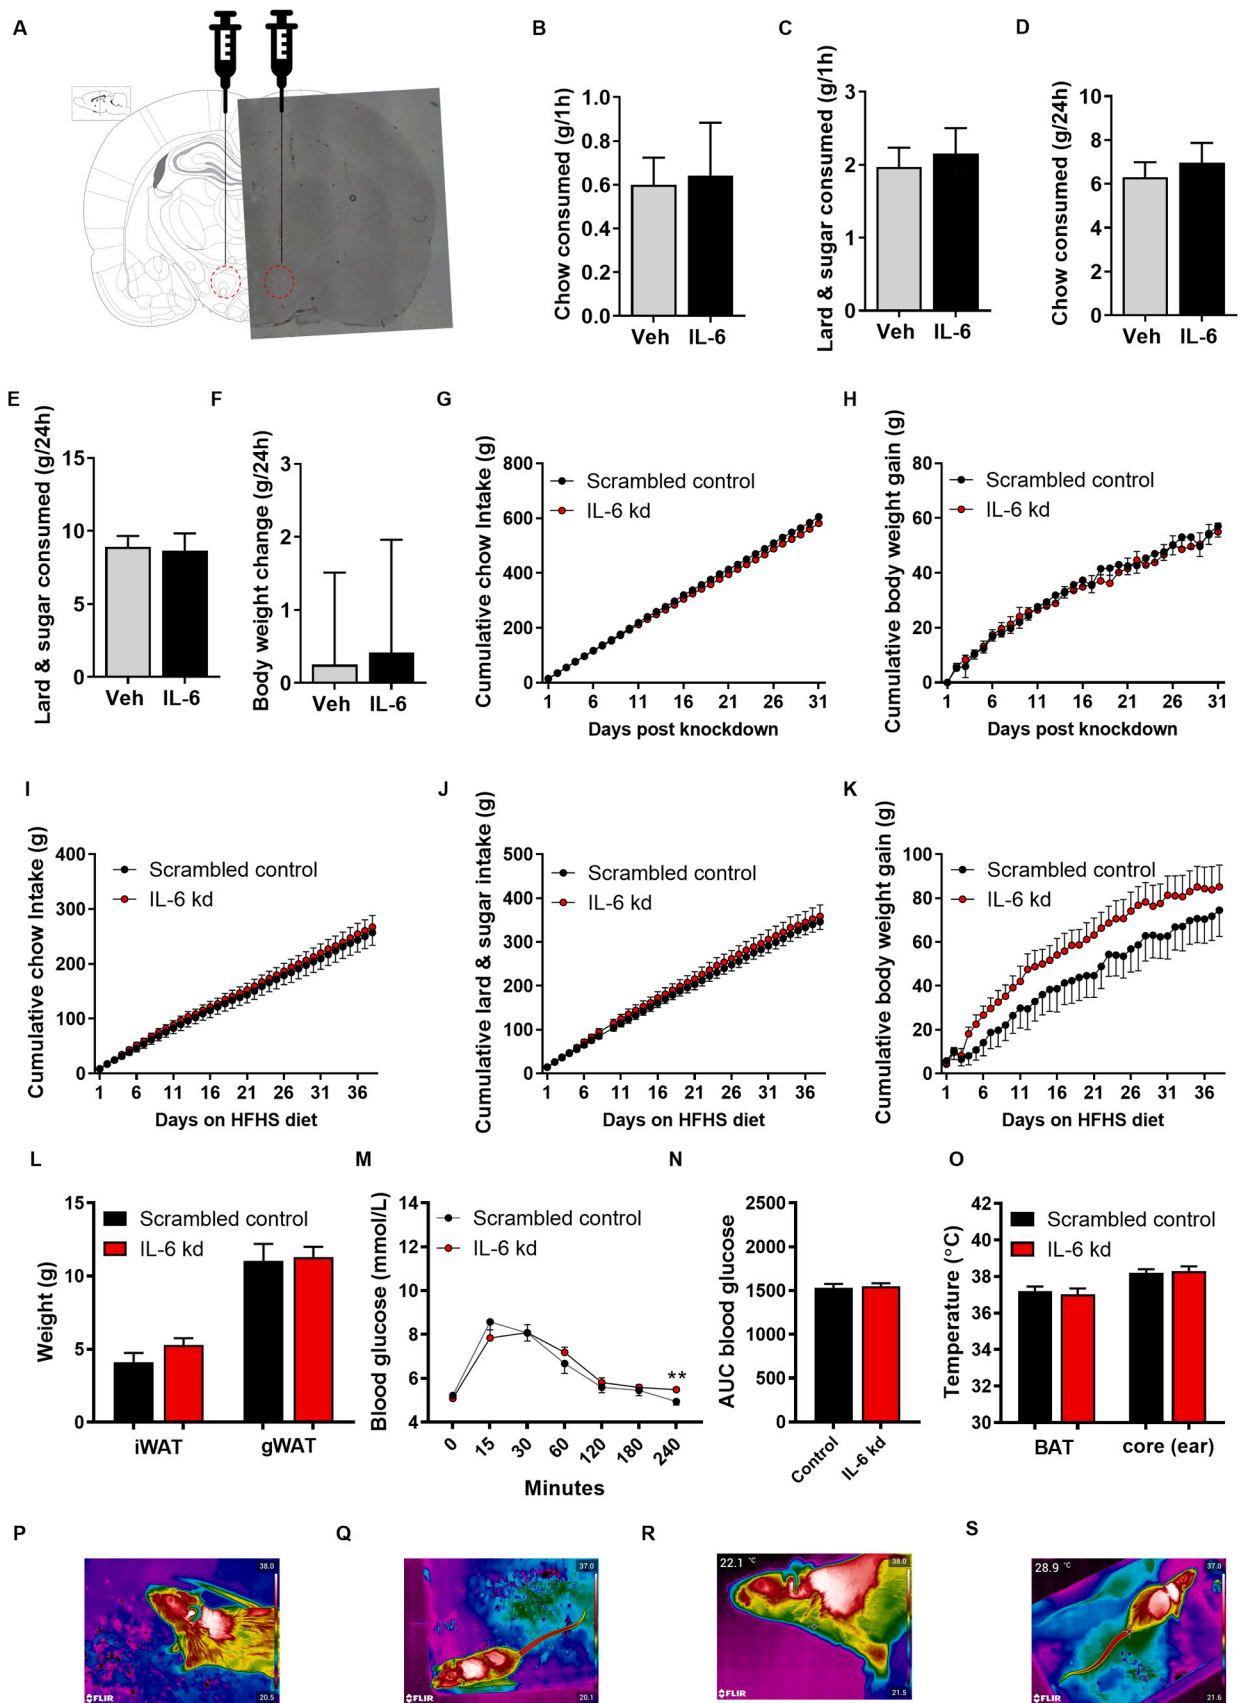 A
B
C
D
Chow consumed (g/1h)
1.0
0.8
0.6
0.4
0.2
0.0
Veh IL-6
Lard & sugar consumed (g/1h)
3
2
1
0
Veh IL-6
Chow consumed (g/24h)
10
8
6
4
2
0
Veh IL-6
E
F
G
H
Lard & sugar consumed (g/24h)
15
10
5
0
Veh IL-6
Body weight change (g/24h)
3
2
1
0
Veh IL-6
Cumulative chow Intake (g)
800
600
400
200
0
Scrambled control
IL-6 kd
1 6 11 16 21 26 31
Days post knockdown
Cumulative body weight gain (g)
80
60
40
20
0
Scrambled control
IL-6 kd
1 6 11 16 21 26 31
Days post knockdown
I
J
K
Cumulative chow Intake (g)
400
300
200
100
0
Scrambled control
IL-6 kd
1 6 11 16 21 26 31 36
Days on HFHS diet
Cumulative lard & sugar intake (g)
500
400
300
200
100
0
Scrambled control
IL-6 kd
1 6 11 16 21 26 31 36
Days on HFHS diet
Cumulative body weight gain (g)
100
80
60
40
20
0
Scrambled control
IL-6 kd
1 6 11 16 21 26 31 36
Days on HFHS diet
L
M
N
O
Weight (g)
15
10
5
0
Scrambled control
IL-6 kd
iWAT gWAT
Blood glucose (mmol/L)
14
12
10
8
6
4
Scrambled control
IL-6 kd
**
0 15 30 60 120 180 240
Minutes
AUC blood glucose
2500
2000
1500
1000
500
0
Control IL-6 kd
Temperature (°C)
42
40
38
36
34
32
30
Scrambled control
IL-6 kd
BAT core (ear)
P
Q
R
S
38.0
20.5
FLIR
37.0
20.1
FLIR
22.1 °C
38.0
21.5
FLIR
28.9 °C
37.0
21.6
FLIR